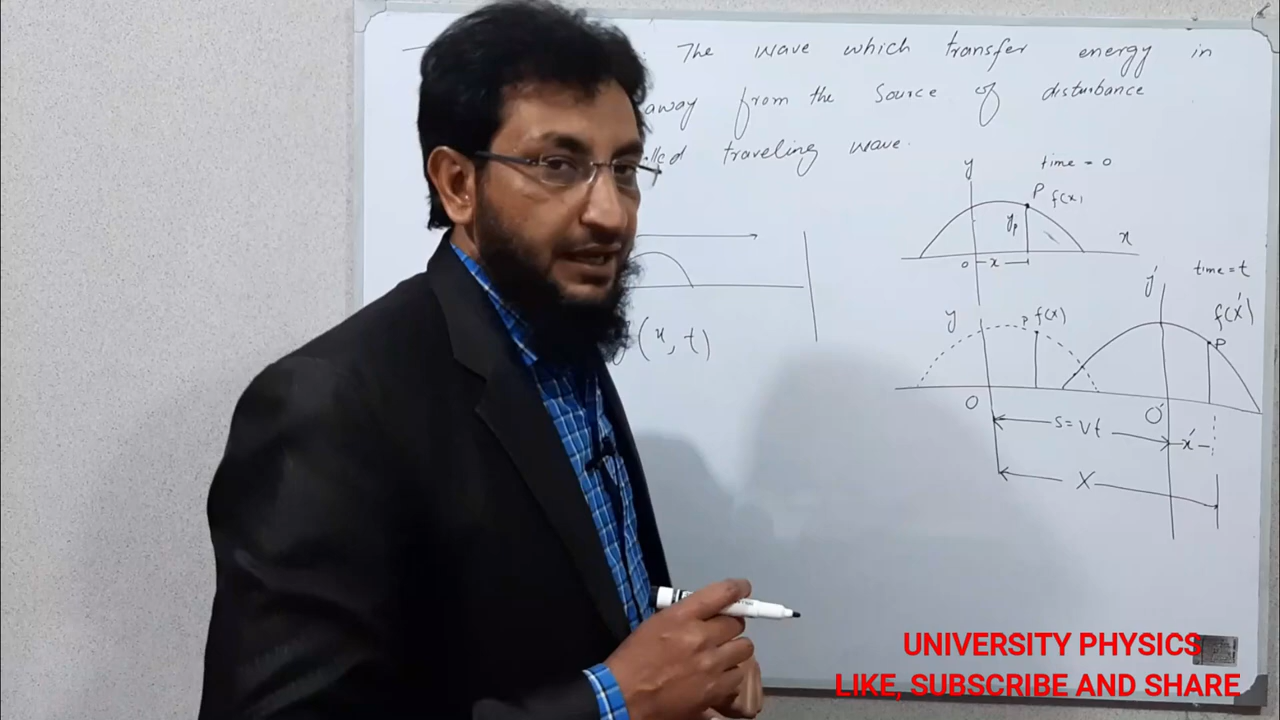 : The wave which transfer energy in
away from the source of disturbance
lled traveling wave.
y time = 0
P f(x)
yp
x
o x
time = t
y'
f(x')
y P f(x) P
(x, t)
O O'
s = vt x'
X
UNIVERSITY PHYSICS
LIKE, SUBSCRIBE AND SHARE